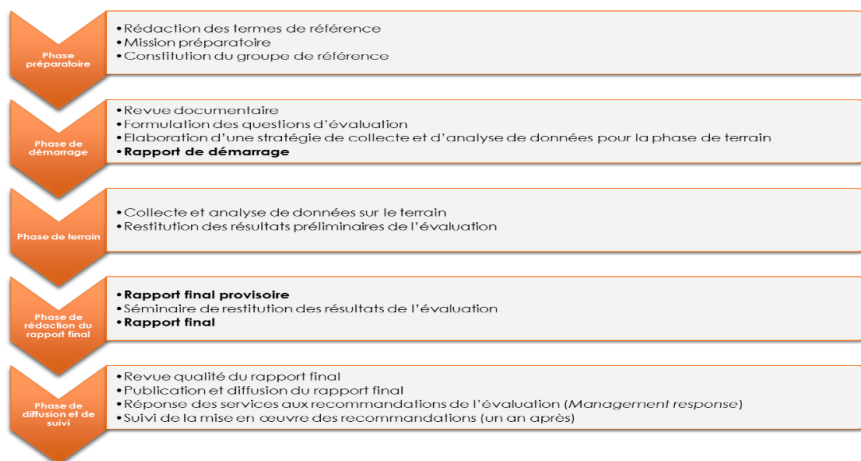 Phase
préparatoire
•Rédaction des termes de référence
•Mission préparatoire
•Constitution du groupe de référence
Phase de
démarrage
•Revue documentaire
•Formulation des questions d'évaluation
•Elaboration d'une stratégie de collecte et d'analyse de données pour la phase de terrain
•Rapport de démarrage
Phase de terrain
•Collecte et analyse de données sur le terrain
•Restitution des résultats préliminaires de l'évaluation
Phase de
rédaction du
rapport final
•Rapport final provisoire
•Séminaire de restitution des résultats de l'évaluation
•Rapport final
Phase de
diffusion et de
suivi
•Revue qualité du rapport final
•Publication et diffusion du rapport final
•Réponse des services aux recommandations de l'évaluation (Management response)
•Suivi de la mise en œuvre des recommandations (un an après)